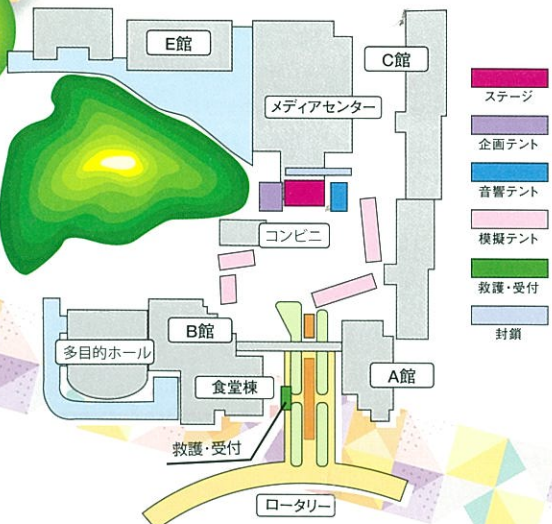 E館
C館
メディアセンター
ステージ
企画テント
音響テント
コンビニ
模擬テント
救護・受付
封鎖
B館
多目的ホール
食堂棟
A館
救護・受付
ロータリー